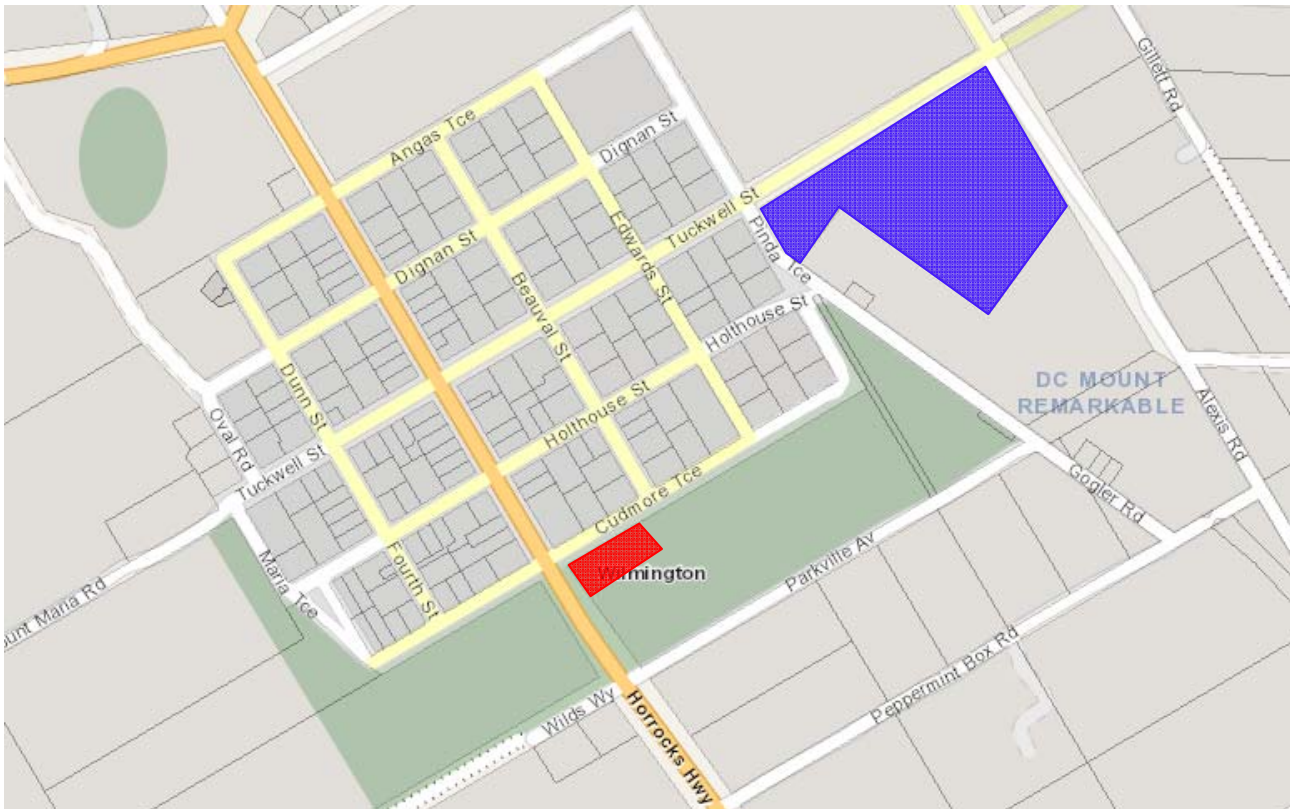 Gillett Rd
Angas Tce
Dignan St
Tuckwell St
Edwards St
Pinda Tce
Dignan St
Beauval St
Holthouse St
Dunn St
DC MOUNT
REMARKABLE
Alexis Rd
Holthouse St
Oval Rd
Tuckwell St
Cudmore Tce
Gogler Rd
Fourth St
Maria Tce
Wilmington
Parkville Av
ount Maria Rd
Peppermint Box Rd
Wilds Wy
Horrocks Hwy